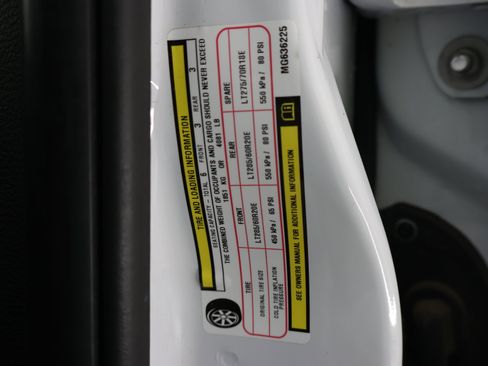 TIRE AND LOADING INFORMATION
SEATING CAPACITY - TOTAL 6 FRONT 3 REAR 3
THE COMBINED WEIGHT OF OCCUPANTS AND CARGO SHOULD NEVER EXCEED
1851 KG OR 4081 LB
TIRE FRONT REAR SPARE
ORIGINAL TIRE SIZE LT285/60R20E LT285/60R20E LT275/70R18E
COLD TIRE INFLATION PRESSURE 450 kPa/ 65 PSI 550 kPa/ 80 PSI 550 kPa/ 80 PSI
SEE OWNERS MANUAL FOR ADDITIONAL INFORMATION
MG636225